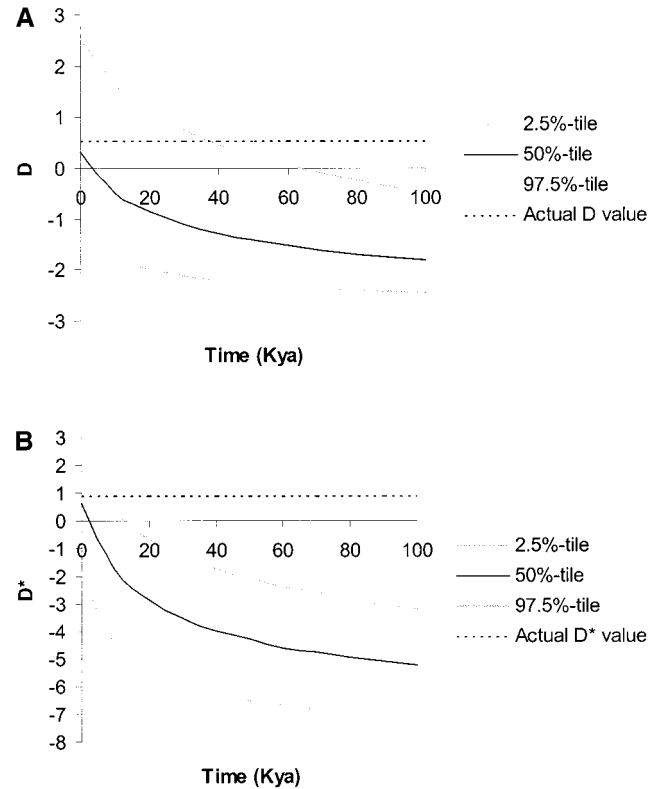 A
3
2
1
0
-1
-2
-3
D
0 20 40 60 80 100
Time (Kya)
2.5%-tile
50%-tile
97.5%-tile
Actual D value
B
3
2
1
0
-1
-2
-3
-4
-5
-6
-7
-8
D*
0 20 40 60 80 100
Time (Kya)
2.5%-tile
50%-tile
97.5%-tile
Actual D* value